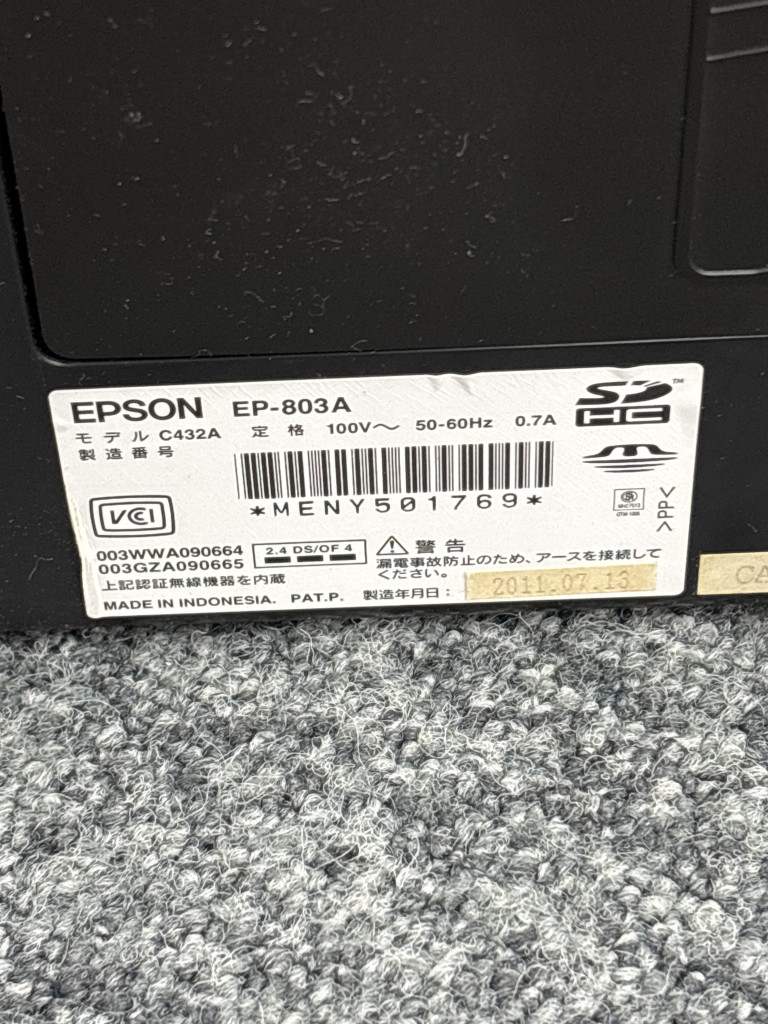 EPSON EP-803A
モデル C432A 定格 100V～ 50-60Hz 0.7A
製造番号
*MENY501769*
SDHC™
VCCI
003WWA090664
003GZA090665
2.4 DS/OF 4
上記認証無線機器を内蔵
⚠警告
漏電事故防止のため、アースを接続して
ください。
MADE IN INDONESIA. PAT.P. 製造年月日： 2011.07.13
>PP<
CA